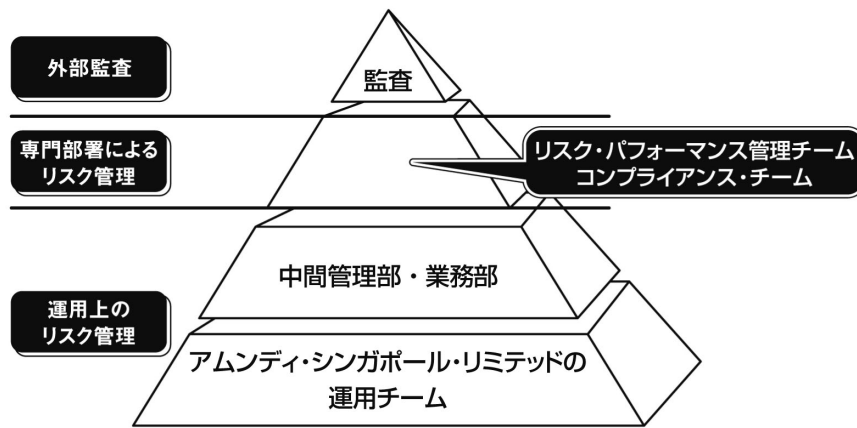 外部監査
監査
専門部署による
リスク管理
リスク・パフォーマンス管理チーム
コンプライアンス・チーム
中間管理部・業務部
運用上の
リスク管理
アムンディ・シンガポール・リミテッドの
運用チーム